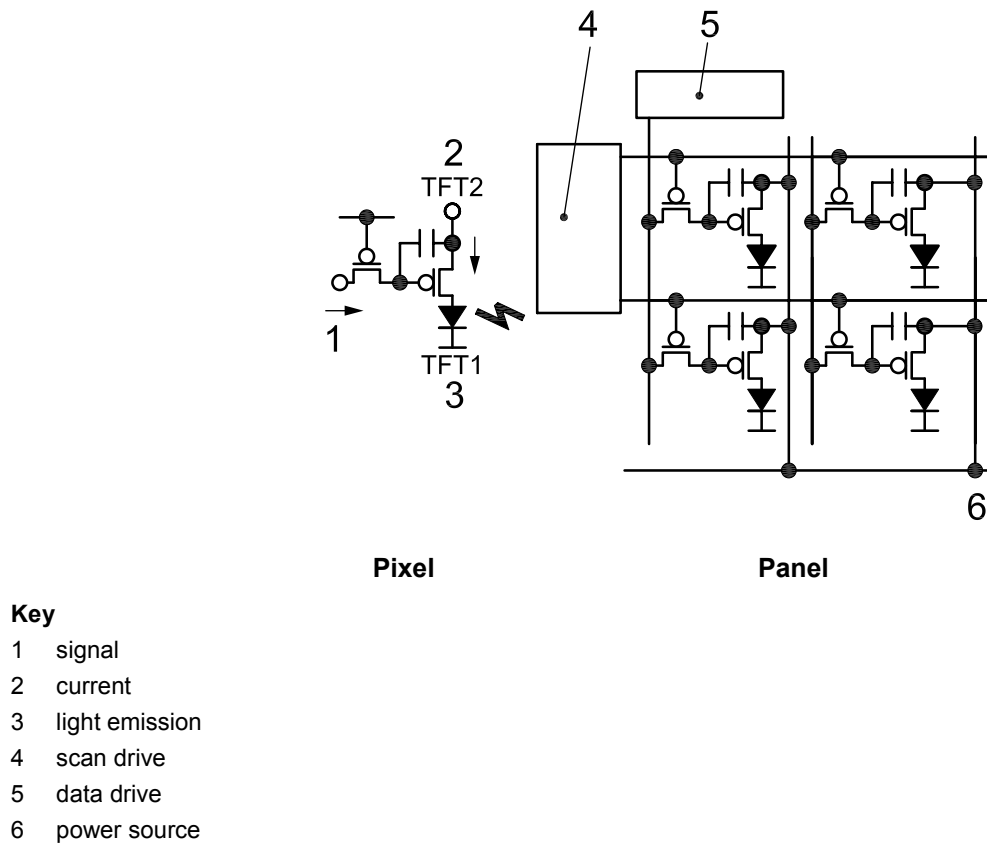 4
5
2
TFT2
1
TFT1
3
6
Pixel
Panel
Key
1 signal
2 current
3 light emission
4 scan drive
5 data drive
6 power source